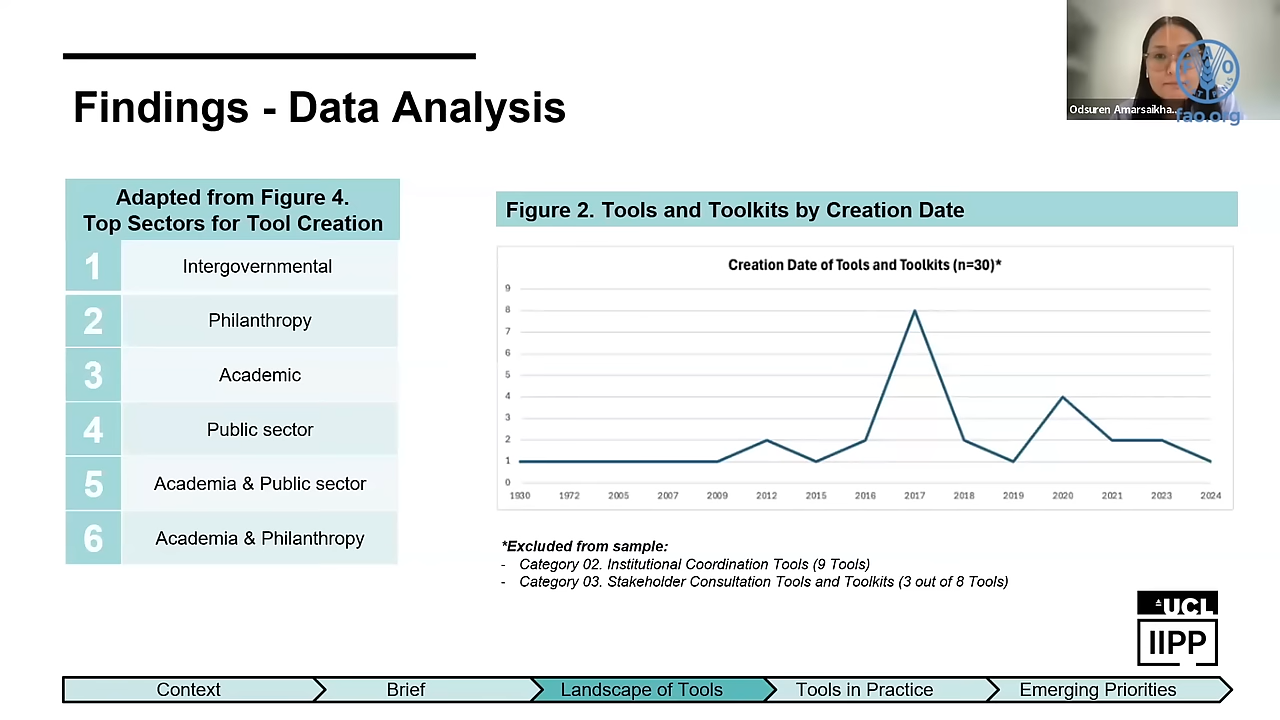 Findings - Data Analysis
Odsuren Amarsaikha...
FAO
fao.org
Adapted from Figure 4.
Top Sectors for Tool Creation
1 Intergovernmental
2 Philanthropy
3 Academic
4 Public sector
5 Academia & Public sector
6 Academia & Philanthropy
Figure 2. Tools and Toolkits by Creation Date
Creation Date of Tools and Toolkits (n=30)*
9
8
7
6
5
4
3
2
1
0
1930 1972 2005 2007 2009 2012 2015 2016 2017 2018 2019 2020 2021 2023 2024
*Excluded from sample:
- Category 02. Institutional Coordination Tools (9 Tools)
- Category 03. Stakeholder Consultation Tools and Toolkits (3 out of 8 Tools)
UCL
IIPP
Context Brief Landscape of Tools Tools in Practice Emerging Priorities